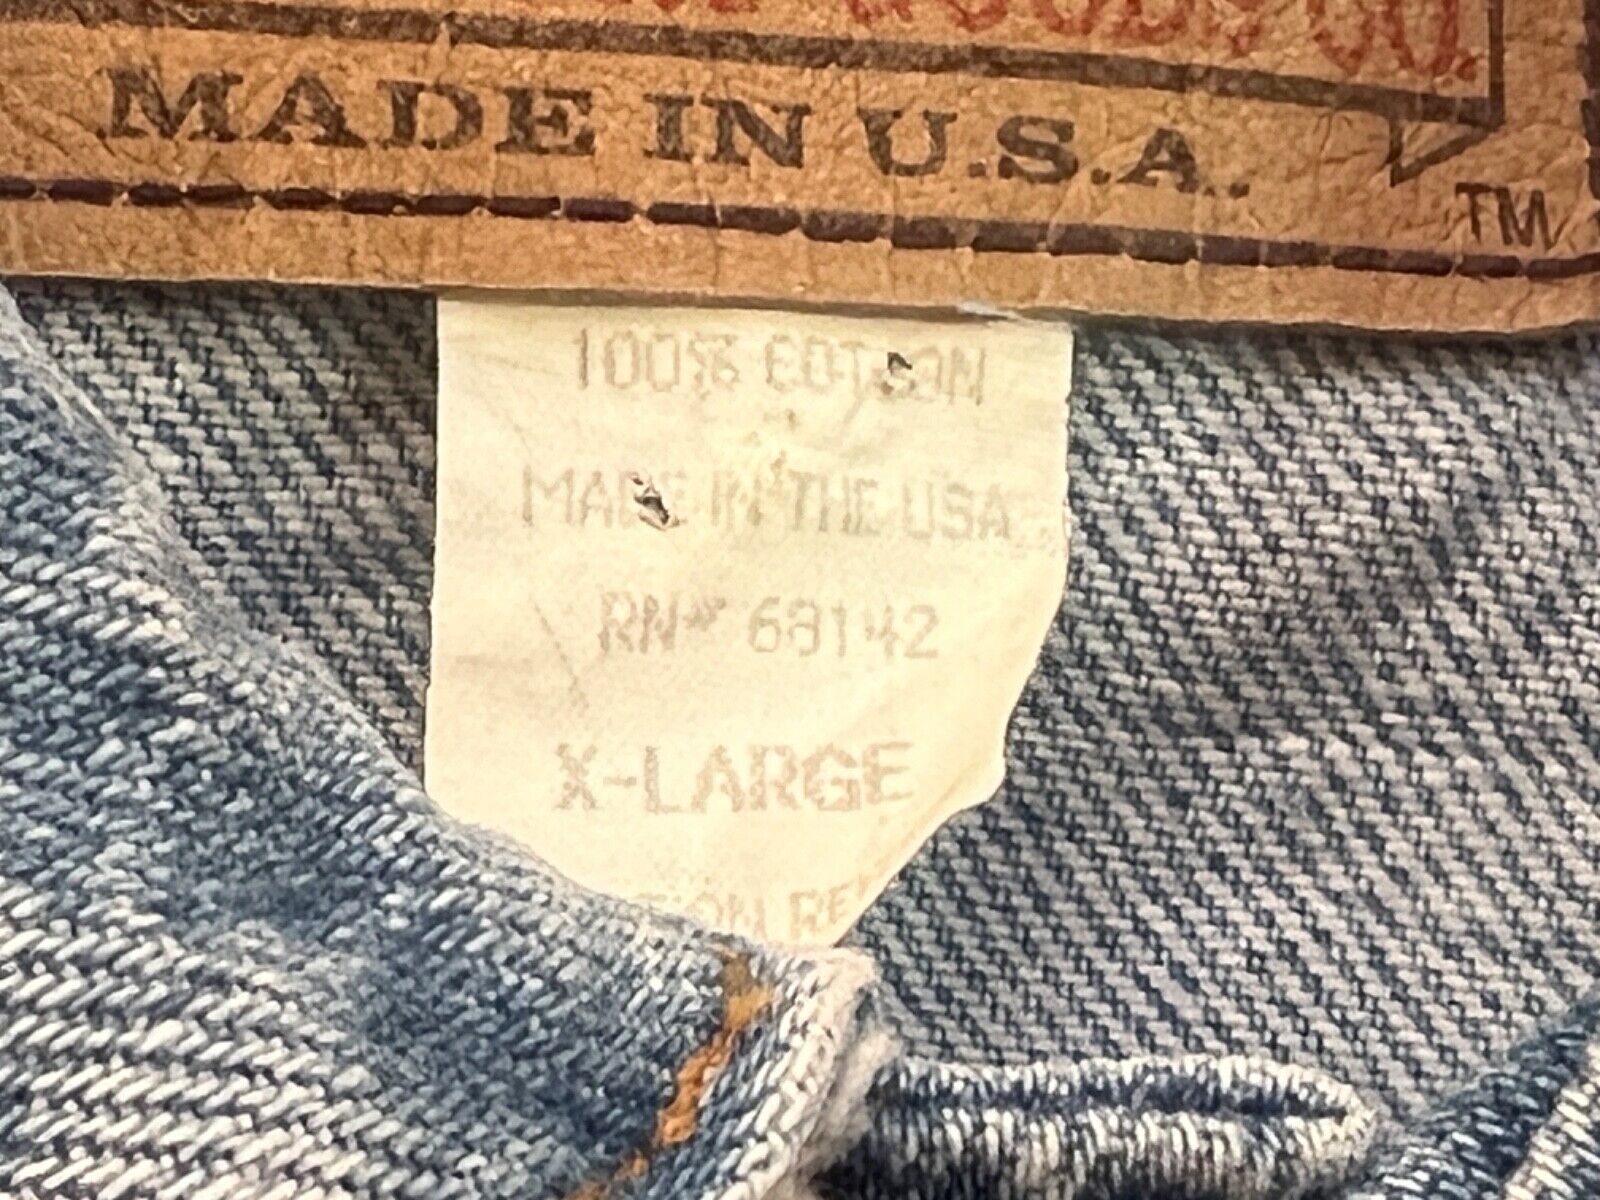 MADE IN U.S.A.
TM
100% COTTON
MADE IN THE USA
RN# 68142
X-LARGE